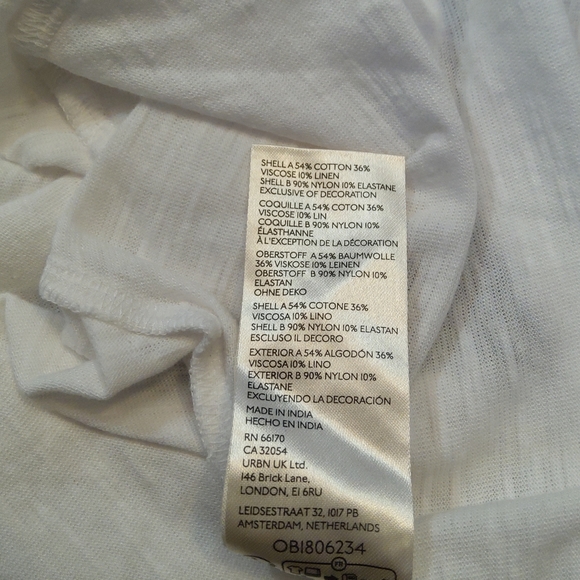 SHELL A 54% COTTON 36%
VISCOSE 10% LINEN
SHELL B 90% NYLON 10% ELASTANE
EXCLUSIVE OF DECORATION
COQUILLE A 54% COTON 36%
VISCOSE 10% LIN
COQUILLE B 90% NYLON 10%
ÉLASTHANNE
À L'EXCEPTION DE LA DÉCORATION
OBERSTOFF A 54% BAUMWOLLE
36% VISKOSE 10% LEINEN
OBERSTOFF B 90% NYLON 10%
ELASTAN
OHNE DEKO
SHELL A 54% COTONE 36%
VISCOSA 10% LINO
SHELL B 90% NYLON 10% ELASTAN
ESCLUSO IL DECORO
EXTERIOR A 54% ALGODÓN 36%
VISCOSA 10% LINO
EXTERIOR B 90% NYLON 10%
ELASTANE
EXCLUYENDO LA DECORACIÓN
MADE IN INDIA
HECHO EN INDIA
RN 66170
CA 32054
URBN UK Ltd.
146 Brick Lane,
LONDON, E1 6RU
LEIDSESTRAAT 32, 1017 PB
AMSTERDAM, NETHERLANDS
OB1806234
FR